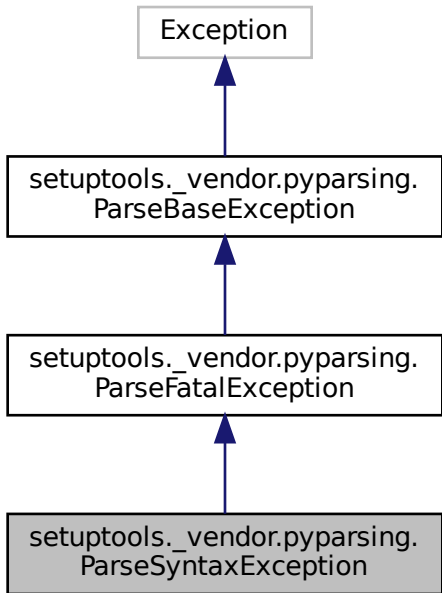 Exception
setuptools._vendor.pyparsing.
ParseBaseException
setuptools._vendor.pyparsing.
ParseFatalException
setuptools._vendor.pyparsing.
ParseSyntaxException